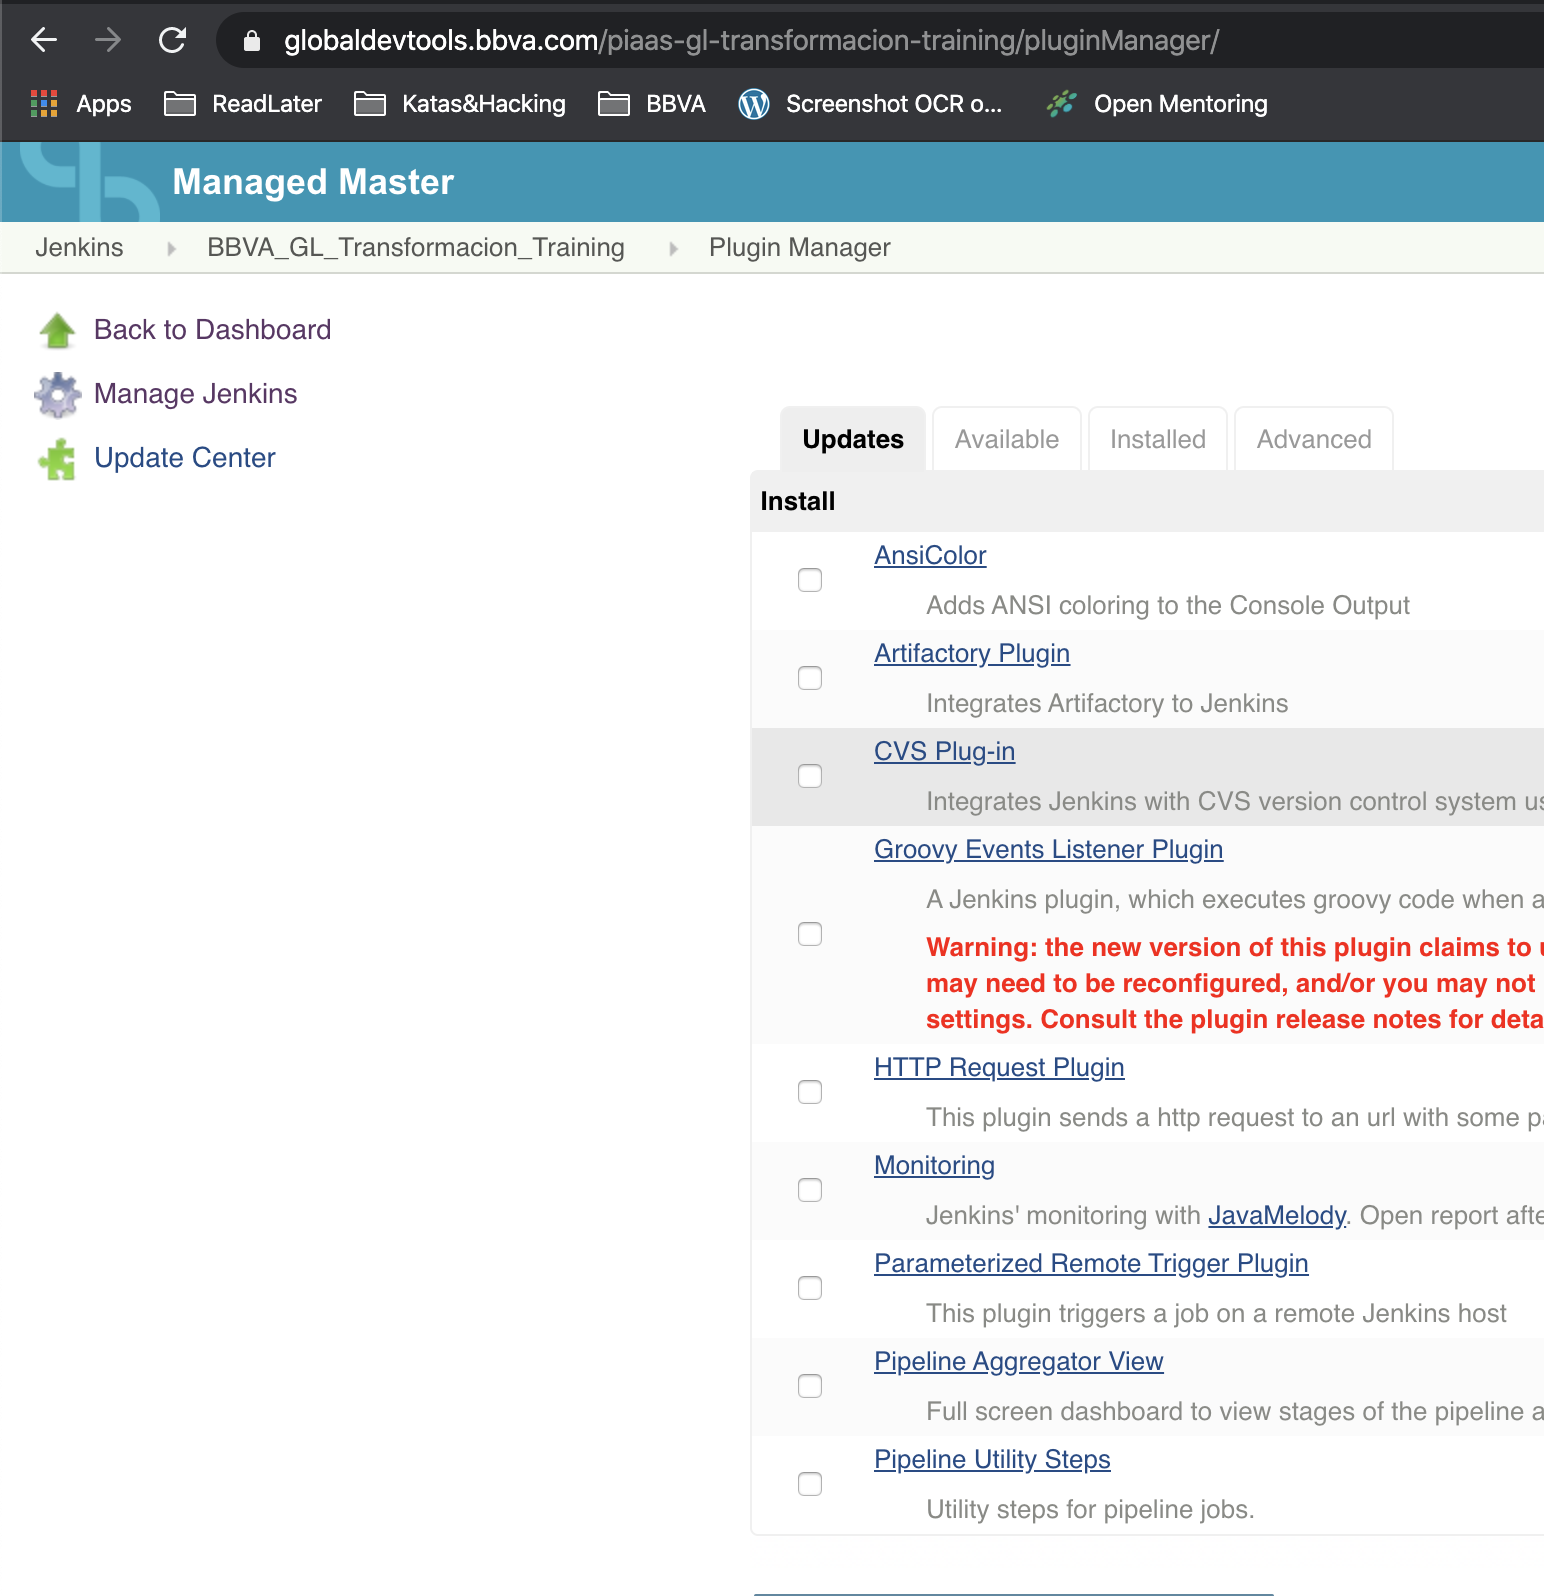 globaldevtools.bbva.com/piaas-gl-transformacion-training/pluginManager/
Apps ReadLater Katas&Hacking BBVA Screenshot OCR o... Open Mentoring
Managed Master
Jenkins BBVA_GL_Transformacion_Training Plugin Manager
Back to Dashboard
Manage Jenkins
Update Center
Updates Available Installed Advanced
Install
AnsiColor
Adds ANSI coloring to the Console Output
Artifactory Plugin
Integrates Artifactory to Jenkins
CVS Plug-in
Integrates Jenkins with CVS version control system
Groovy Events Listener Plugin
A Jenkins plugin, which executes groovy code when
Warning: the new version of this plugin claims to
may need to be reconfigured, and/or you may not
settings. Consult the plugin release notes for
HTTP Request Plugin
This plugin sends a http request to an url with some
Monitoring
Jenkins' monitoring with JavaMelody. Open report
Parameterized Remote Trigger Plugin
This plugin triggers a job on a remote Jenkins host
Pipeline Aggregator View
Full screen dashboard to view stages of the pipeline
Pipeline Utility Steps
Utility steps for pipeline jobs.